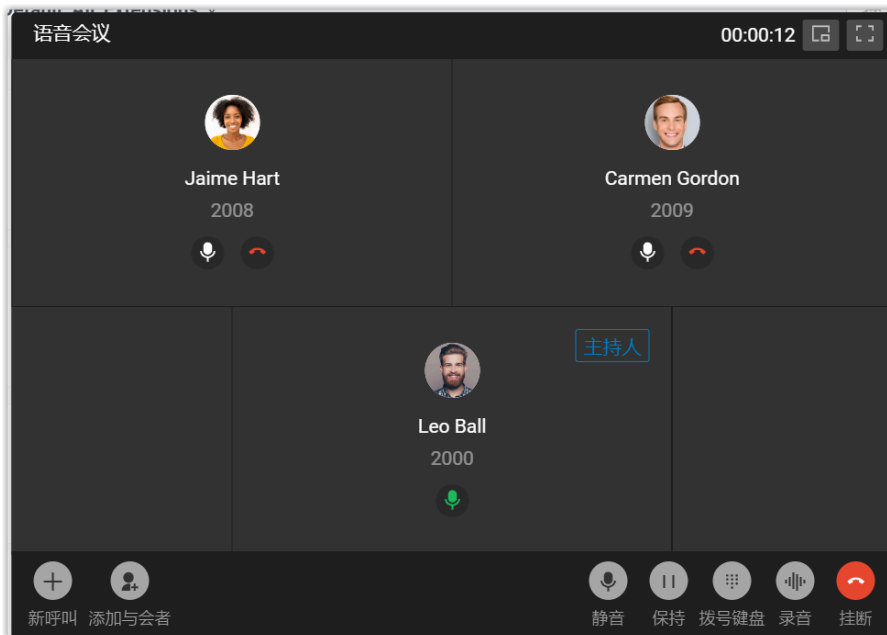 语音会议
00:00:12
Jaime Hart
2008
Carmen Gordon
2009
主持人
Leo Ball
2000
新呼叫
添加与会者
静音
保持
拨号键盘
录音
挂断